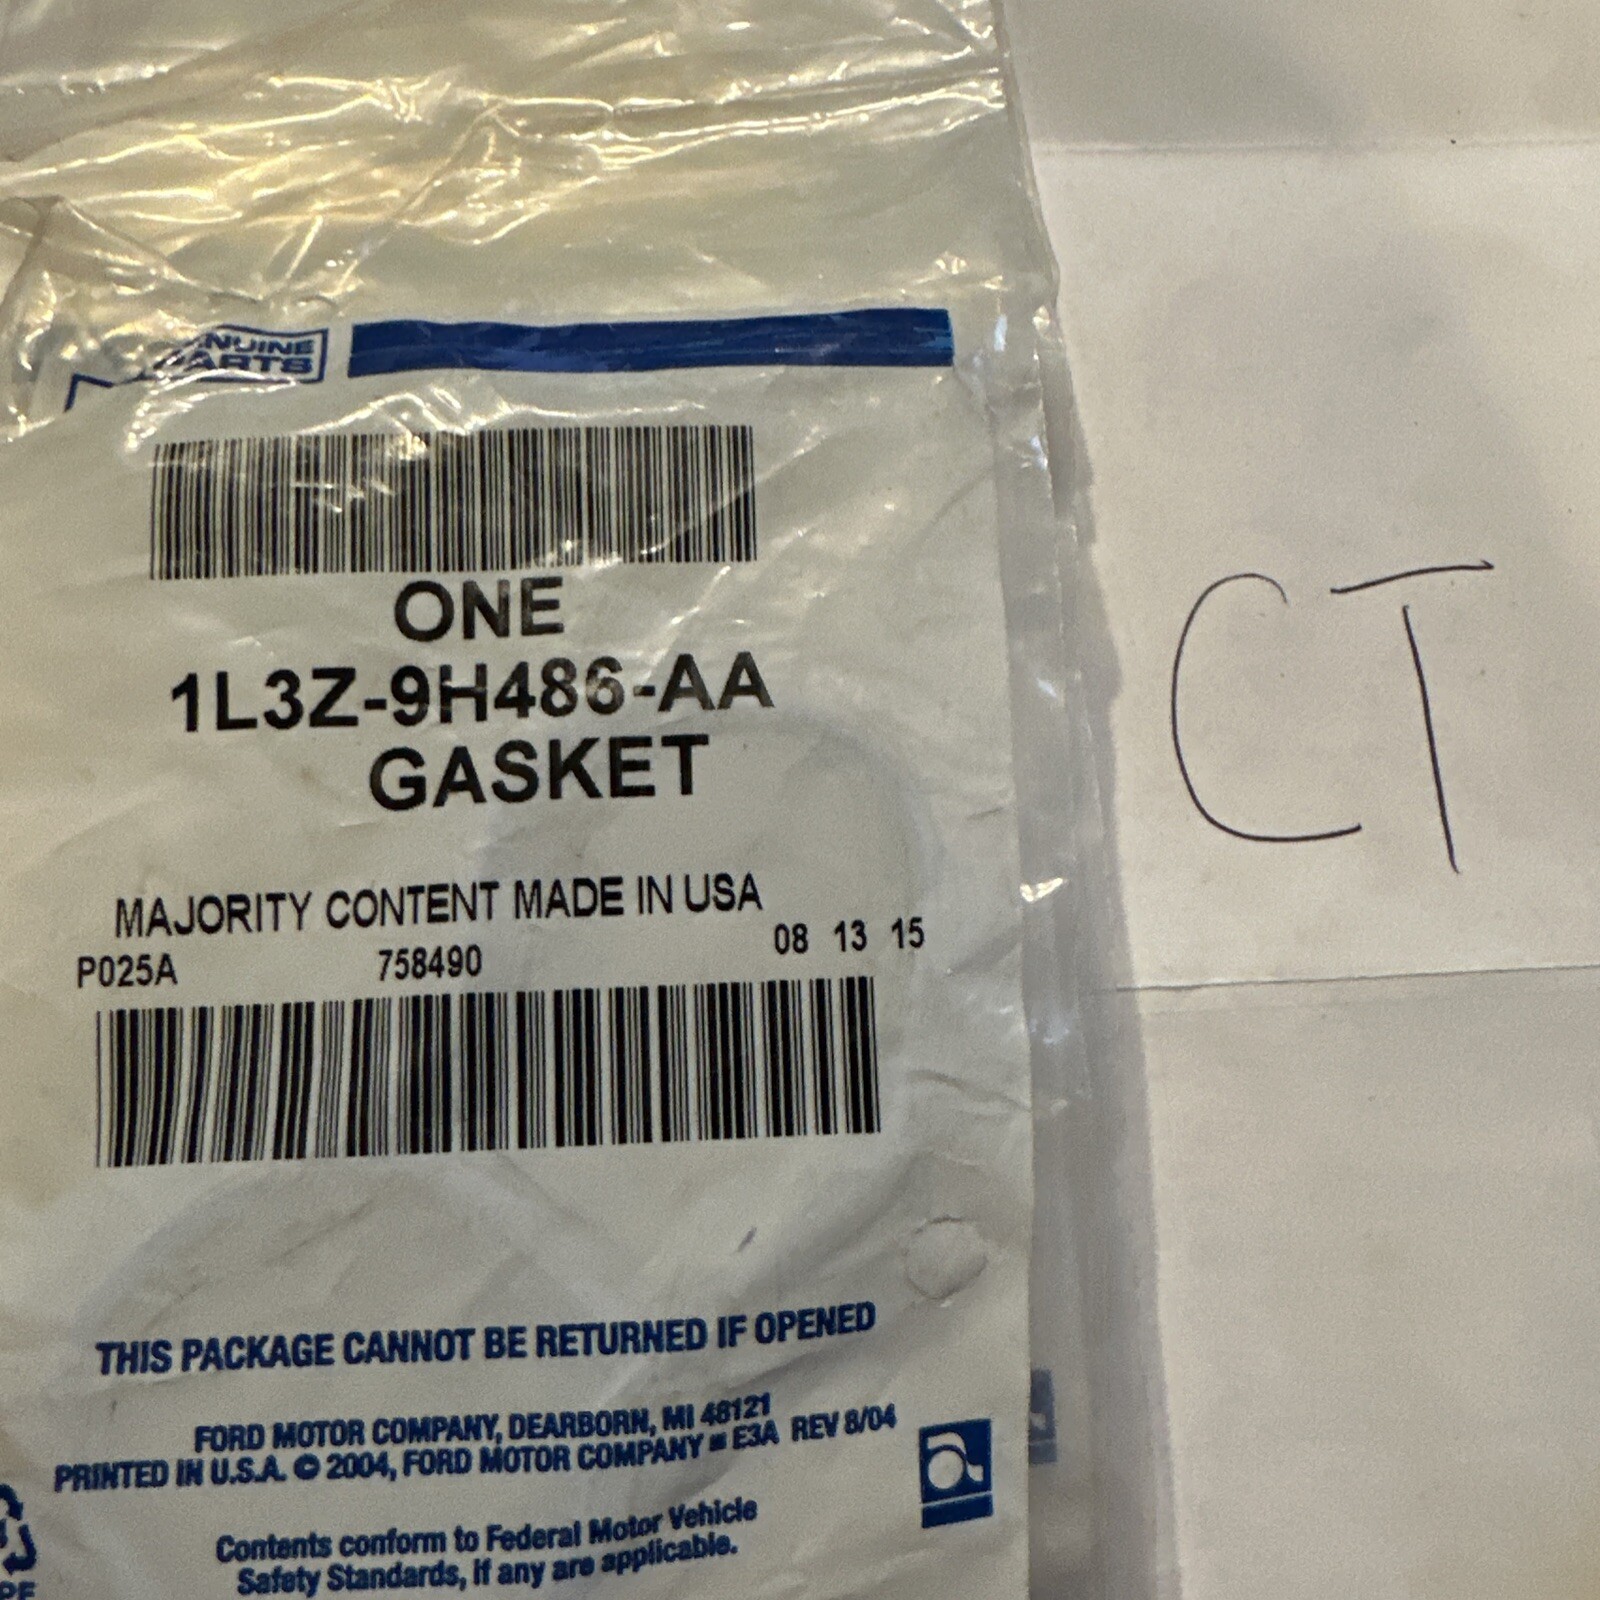 GENUINE
PARTS
ONE
1L3Z-9H486-AA
GASKET
MAJORITY CONTENT MADE IN USA
P025A 758490 08 13 15
THIS PACKAGE CANNOT BE RETURNED IF OPENED
FORD MOTOR COMPANY, DEARBORN, MI 48121
PRINTED IN U.S.A. © 2004, FORD MOTOR COMPANY E3A REV 8/04
Contents conform to Federal Motor Vehicle
Safety Standards, if any are applicable.
CT